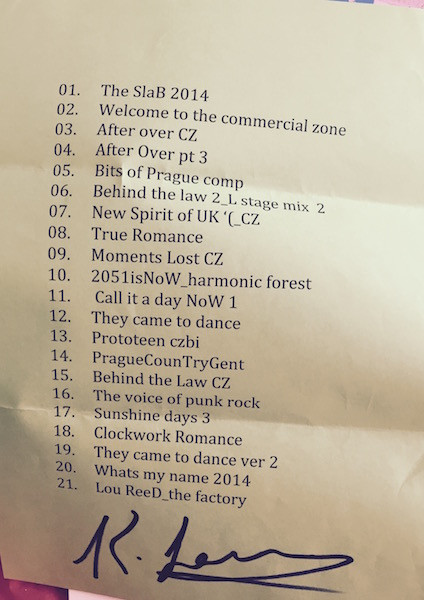 01. The SlaB 2014
02. Welcome to the commercial zone
03. After over CZ
04. After Over pt 3
05. Bits of Prague comp
06. Behind the law 2_L stage mix 2
07. New Spirit of UK ‘(_CZ
08. True Romance
09. Moments Lost CZ
10. 2051isNoW_harmonic forest
11. Call it a day NoW 1
12. They came to dance
13. Prototeen czbi
14. PragueCounTryGent
15. Behind the Law CZ
16. The voice of punk rock
17. Sunshine days 3
18. Clockwork Romance
19. They came to dance ver 2
20. Whats my name 2014
21. Lou ReeD_the factory
K.